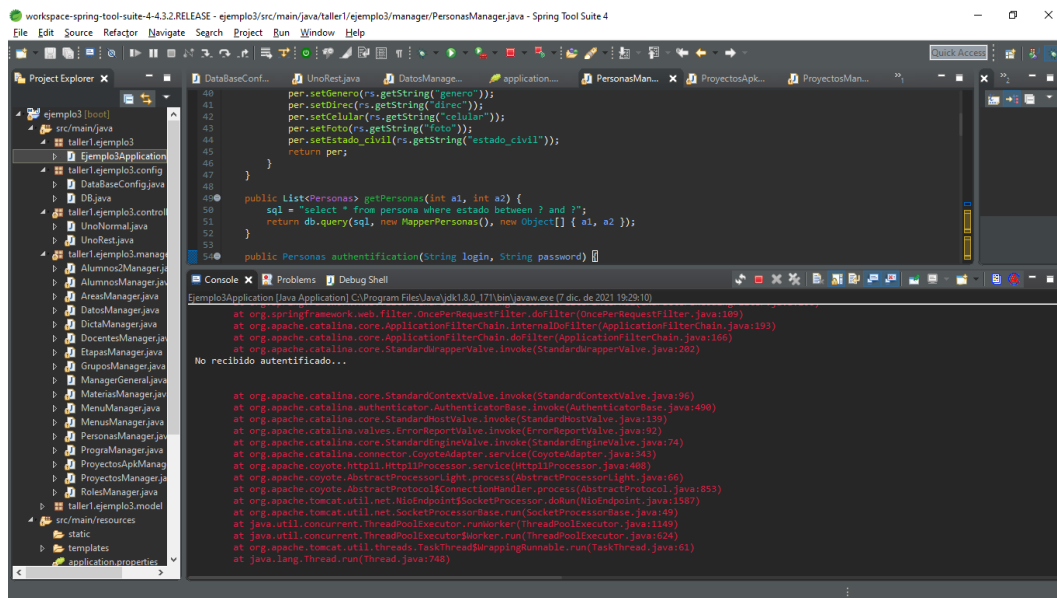 workspace-spring-tool-suite-4-4.3.2.RELEASE - ejemplo3/src/main/java/taller1/ejemplo3/manager/PersonasManager.java - Spring Tool Suite 4
File Edit Source Refactor Navigate Search Project Run Window Help
Quick Access
Project Explorer
DataBaseConf... UnoRest.java DatosManage... application.... PersonasMan... ProyectosApk... ProyectosMan...
ejemplo3 [boot]
src/main/java
taller1.ejemplo3
Ejemplo3Application
taller1.ejemplo3.config
DataBaseConfig.java
DB.java
taller1.ejemplo3.controll
UnoNormal.java
UnoRest.java
taller1.ejemplo3.manage
Alumnos2Manager.ja
AlumnosManager.jav
AreasManager.java
DatosManager.java
DictaManager.java
DocentesManager.jav
EtapasManager.java
GruposManager.java
ManagerGeneral.java
MateriasManager.java
MenuManager.java
MenusManager.java
PersonasManager.jav
PrograManager.java
ProyectosApkManag
ProyectosManager.ja
RolesManager.java
taller1.ejemplo3.model
src/main/resources
static
templates
application.properties
40 per.setGenero(rs.getString("genero"));
41 per.setDirec(rs.getString("direc"));
42 per.setCelular(rs.getString("celular"));
43 per.setFoto(rs.getString("foto"));
44 per.setEstado_civil(rs.getString("estado_civil"));
45 return per;
46 }
47 }
48
49 public List<Personas> getPersonas(int a1, int a2) {
50 sql = "select * from persona where estado between ? and ?";
51 return db.query(sql, new MapperPersonas(), new Object[] { a1, a2 });
52 }
53
54 public Personas authentification(String login, String password) {
Console Problems Debug Shell
Ejemplo3Application [Java Application] C:\Program Files\Java\jdk1.8.0_171\bin\javaw.exe (7 dic. de 2021 19:29:10)
at org.springframework.web.filter.OncePerRequestFilter.doFilter(OncePerRequestFilter.java:109)
at org.apache.catalina.core.ApplicationFilterChain.internalDoFilter(ApplicationFilterChain.java:193)
at org.apache.catalina.core.ApplicationFilterChain.doFilter(ApplicationFilterChain.java:166)
at org.apache.catalina.core.StandardWrapperValve.invoke(StandardWrapperValve.java:202)
No recibido autentificado...
at org.apache.catalina.core.StandardContextValve.invoke(StandardContextValve.java:96)
at org.apache.catalina.authenticator.AuthenticatorBase.invoke(AuthenticatorBase.java:490)
at org.apache.catalina.core.StandardHostValve.invoke(StandardHostValve.java:139)
at org.apache.catalina.valves.ErrorReportValve.invoke(ErrorReportValve.java:92)
at org.apache.catalina.core.StandardEngineValve.invoke(StandardEngineValve.java:74)
at org.apache.catalina.connector.CoyoteAdapter.service(CoyoteAdapter.java:343)
at org.apache.coyote.http11.Http11Processor.service(Http11Processor.java:408)
at org.apache.coyote.AbstractProcessorLight.process(AbstractProcessorLight.java:66)
at org.apache.coyote.AbstractProtocol$ConnectionHandler.process(AbstractProtocol.java:853)
at org.apache.tomcat.util.net.NioEndpoint$SocketProcessor.doRun(NioEndpoint.java:1587)
at org.apache.tomcat.util.net.SocketProcessorBase.run(SocketProcessorBase.java:49)
at java.util.concurrent.ThreadPoolExecutor.runWorker(ThreadPoolExecutor.java:1149)
at java.util.concurrent.ThreadPoolExecutor$Worker.run(ThreadPoolExecutor.java:624)
at org.apache.tomcat.util.threads.TaskThread$WrappingRunnable.run(TaskThread.java:61)
at java.lang.Thread.run(Thread.java:748)